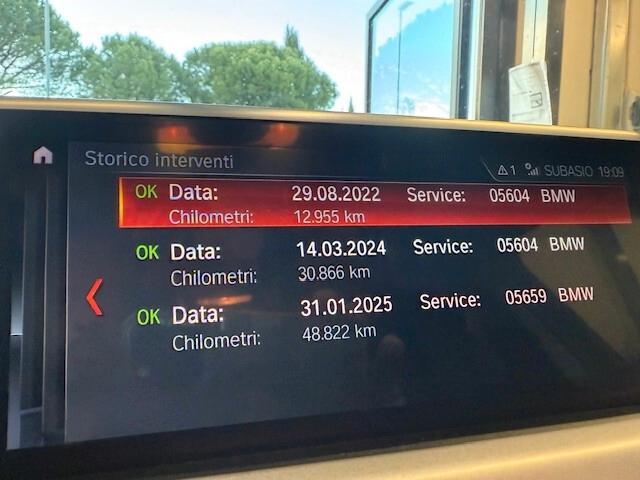 Storico interventi
1 SUBASIO 19:09
OK Data: 29.08.2022 Service: 05604 BMW
Chilometri: 12.955 km
OK Data: 14.03.2024 Service: 05604 BMW
Chilometri: 30.866 km
OK Data: 31.01.2025 Service: 05659 BMW
Chilometri: 48.822 km